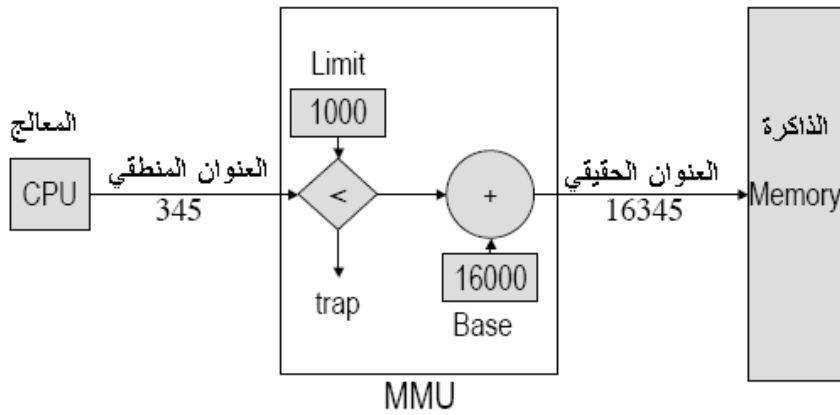 Limit
1000
المعالج
CPU
العنوان المنطقي
345
<
trap
+
16000
Base
العنوان الحقيقي
16345
الذاكرة
Memory
MMU